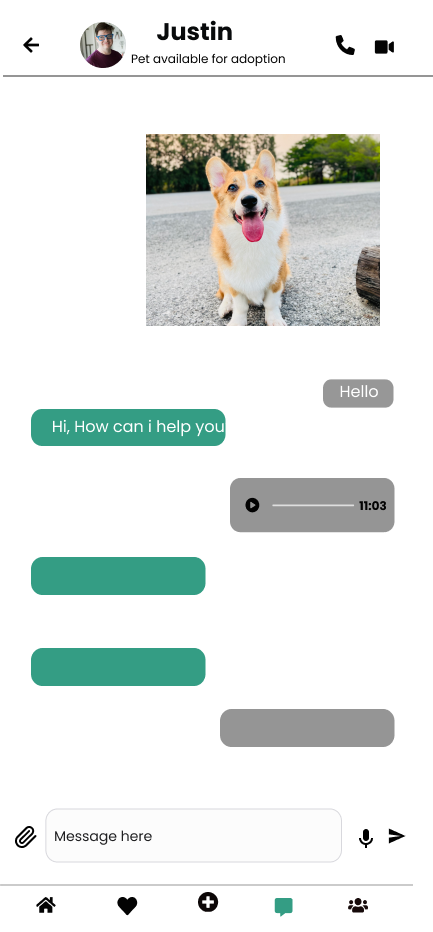 Justin
Pet available for adoption
Hello
Hi, How can i help you
11:03
Message here